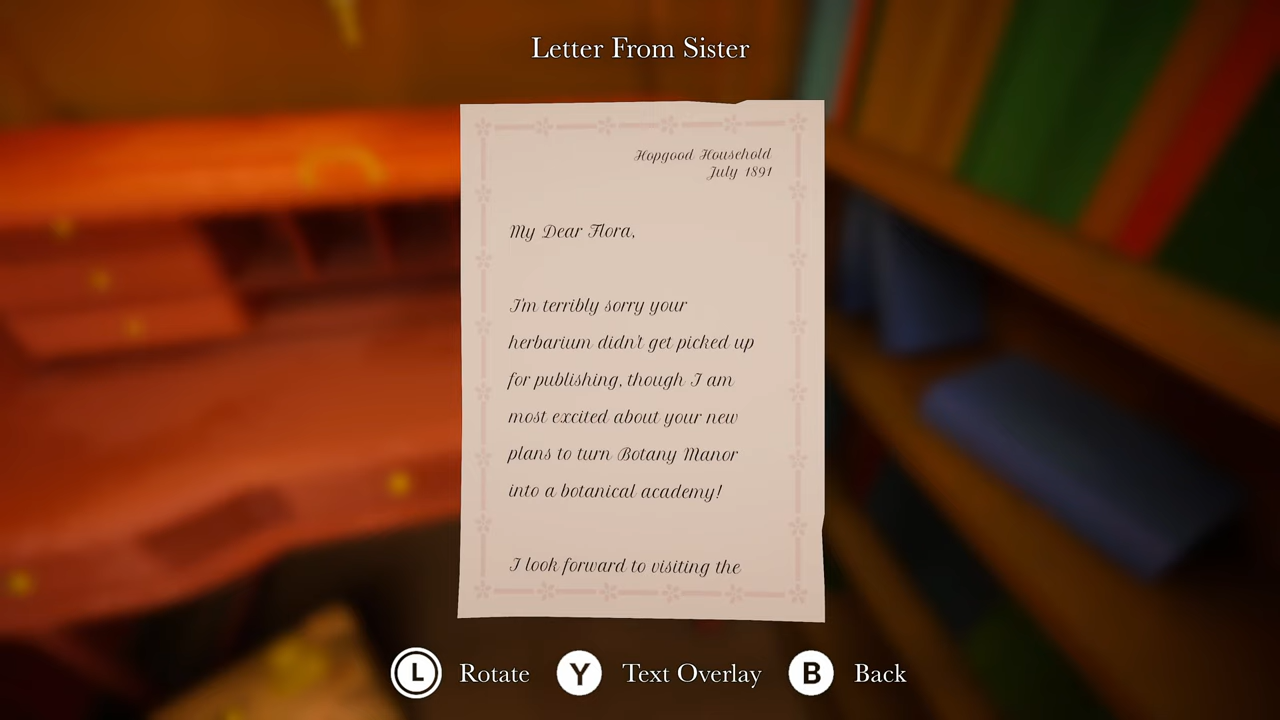 Letter From Sister
Hopgood Household
July 1891
My Dear Flora,
I'm terribly sorry your
herbarium didn't get picked up
for publishing, though I am
most excited about your new
plans to turn Botany Manor
into a botanical academy!
I look forward to visiting the
L Rotate Y Text Overlay B Back